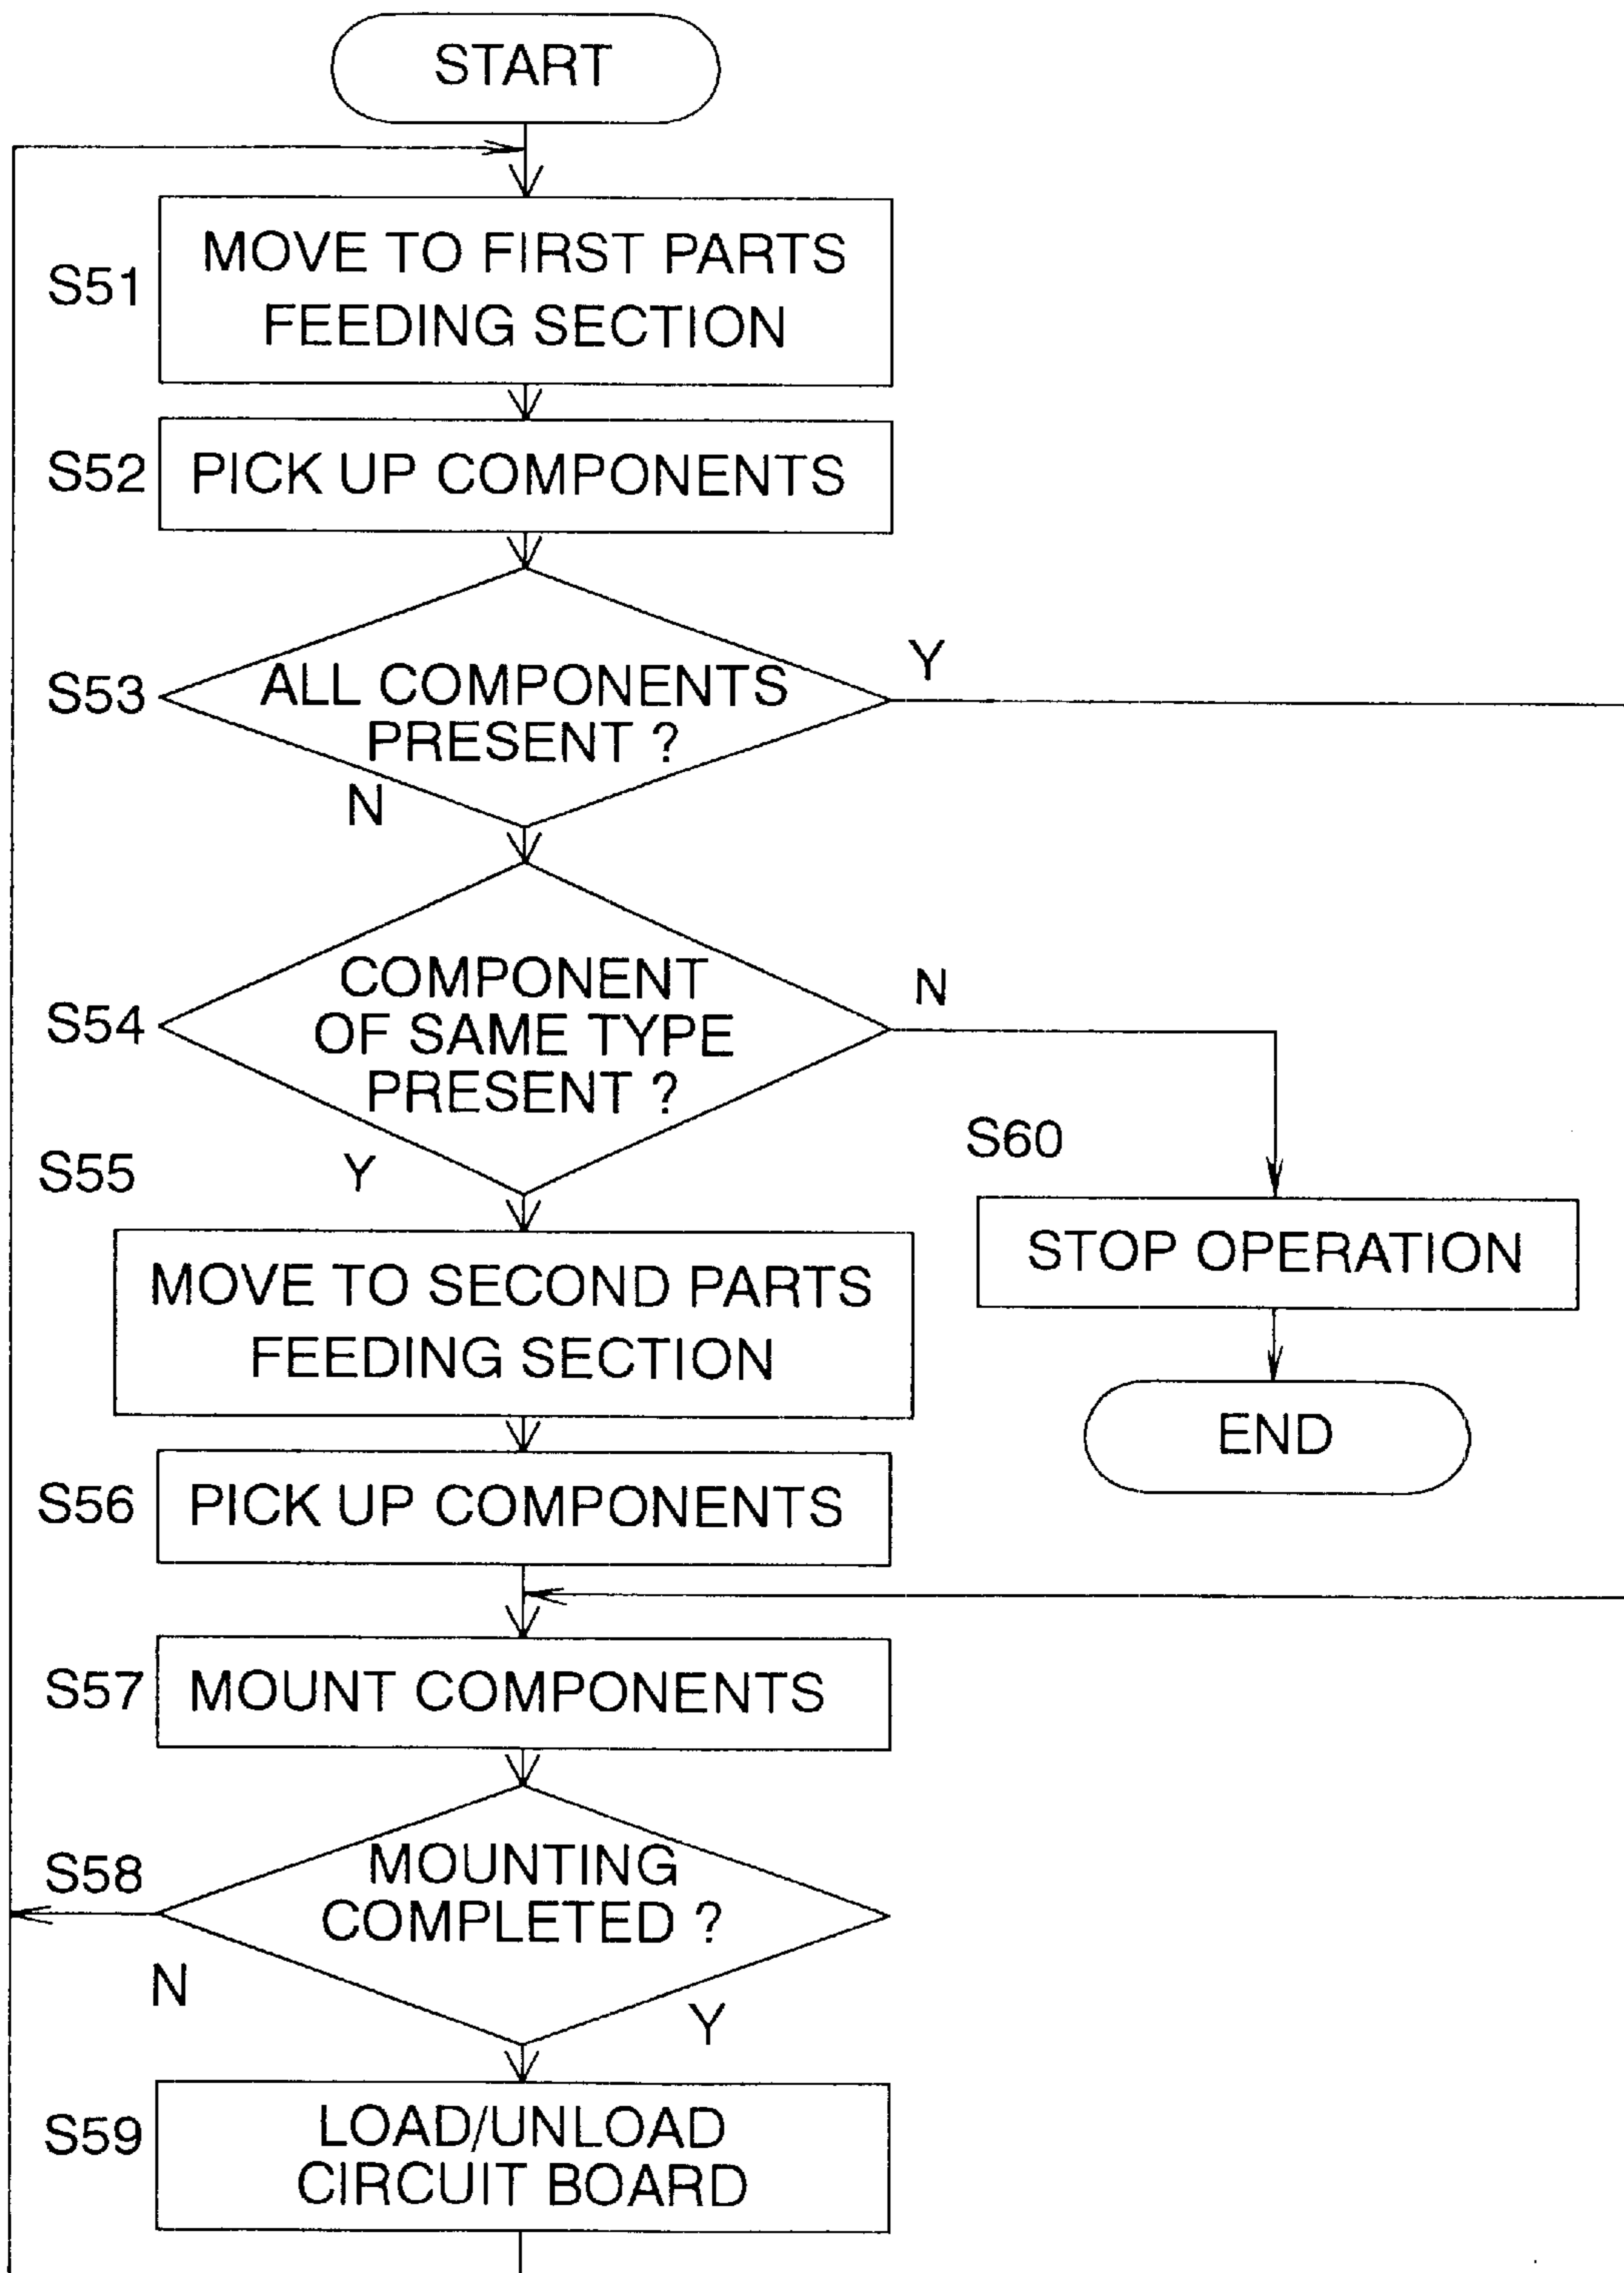 START
S51
MOVE TO FIRST PARTS
FEEDING SECTION
S52
PICK UP COMPONENTS
S53
ALL COMPONENTS
PRESENT ?
Y
N
S54
COMPONENT
OF SAME TYPE
PRESENT ?
N
Y
S60
STOP OPERATION
END
S55
MOVE TO SECOND PARTS
FEEDING SECTION
S56
PICK UP COMPONENTS
S57
MOUNT COMPONENTS
S58
MOUNTING
COMPLETED ?
N
Y
S59
LOAD/UNLOAD
CIRCUIT BOARD